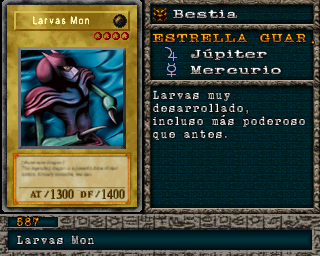 Larvas Mon
Bestia
ESTRELLA GUAR.
Júpiter
Mercurio
Larvas muy
desarrollado,
incluso más poderoso
que antes.
AT/1300 DF/1400
587
Larvas Mon